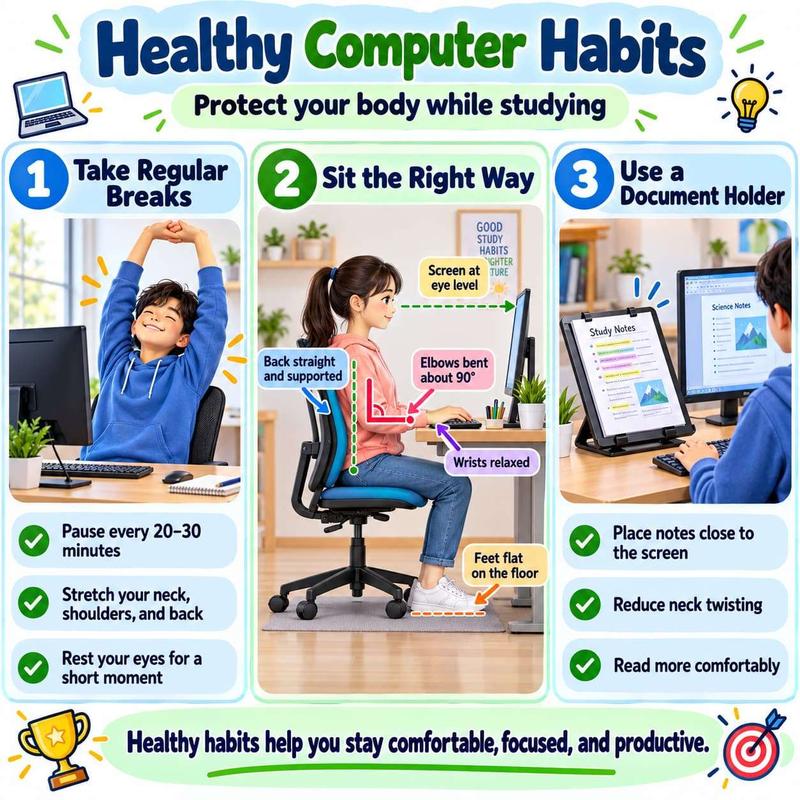 Healthy Computer Habits
Protect your body while studying
1 Take Regular
Breaks
Pause every 20–30
minutes
Stretch your neck,
shoulders, and back
Rest your eyes for a
short moment
2 Sit the Right Way
GOOD
STUDY
HABITS
Screen at
eye level
Back straight
and supported
Elbows bent
about 90°
Wrists relaxed
Feet flat
on the floor
3 Use a
Document Holder
Study Notes
Science Notes
Place notes close to
the screen
Reduce neck twisting
Read more comfortably
Healthy habits help you stay comfortable, focused, and productive.